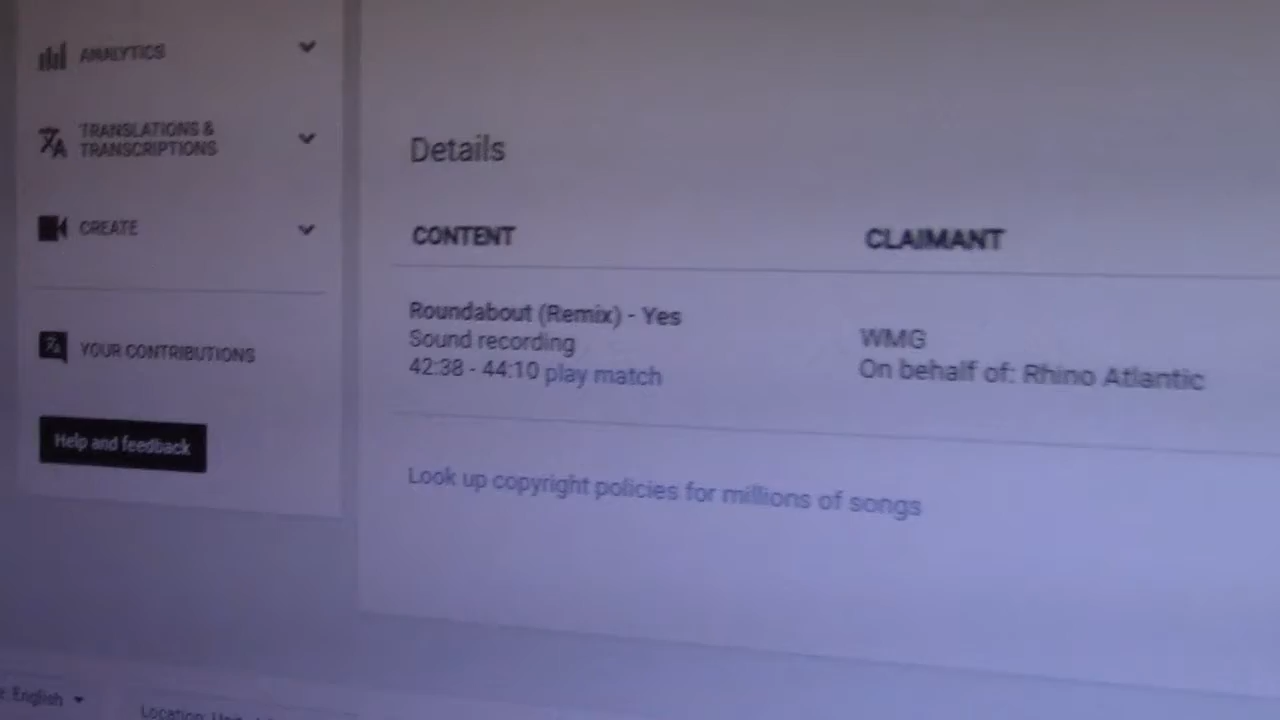 ANALYTICS
TRANSLATIONS &
TRANSCRIPTIONS
CREATE
YOUR CONTRIBUTIONS
Help and feedback
Details
CONTENT
CLAIMANT
Roundabout (Remix) - Yes
Sound recording
42:38 - 44:10 play match
WMG
On behalf of: Rhino Atlantic
Look up copyright policies for millions of songs
English
Location: